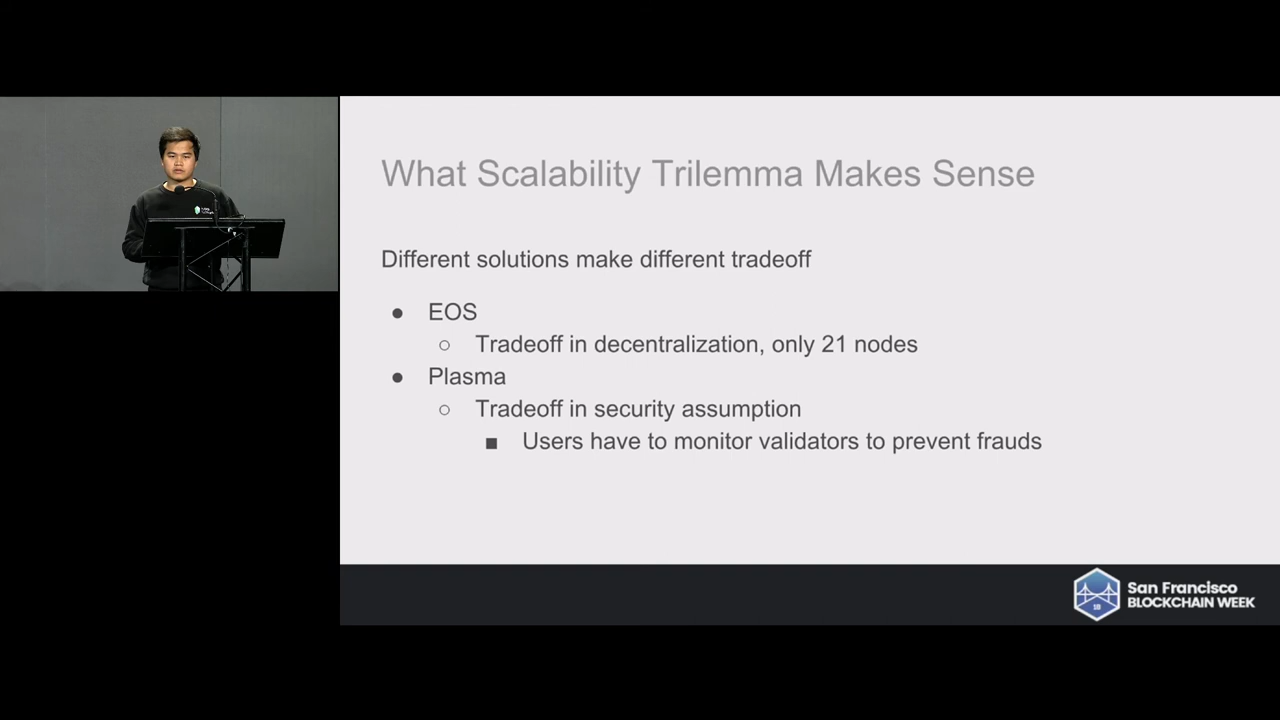 What Scalability Trilemma Makes Sense
Different solutions make different tradeoff
● EOS
○ Tradeoff in decentralization, only 21 nodes
● Plasma
○ Tradeoff in security assumption
■ Users have to monitor validators to prevent frauds
18
San Francisco
BLOCKCHAIN WEEK